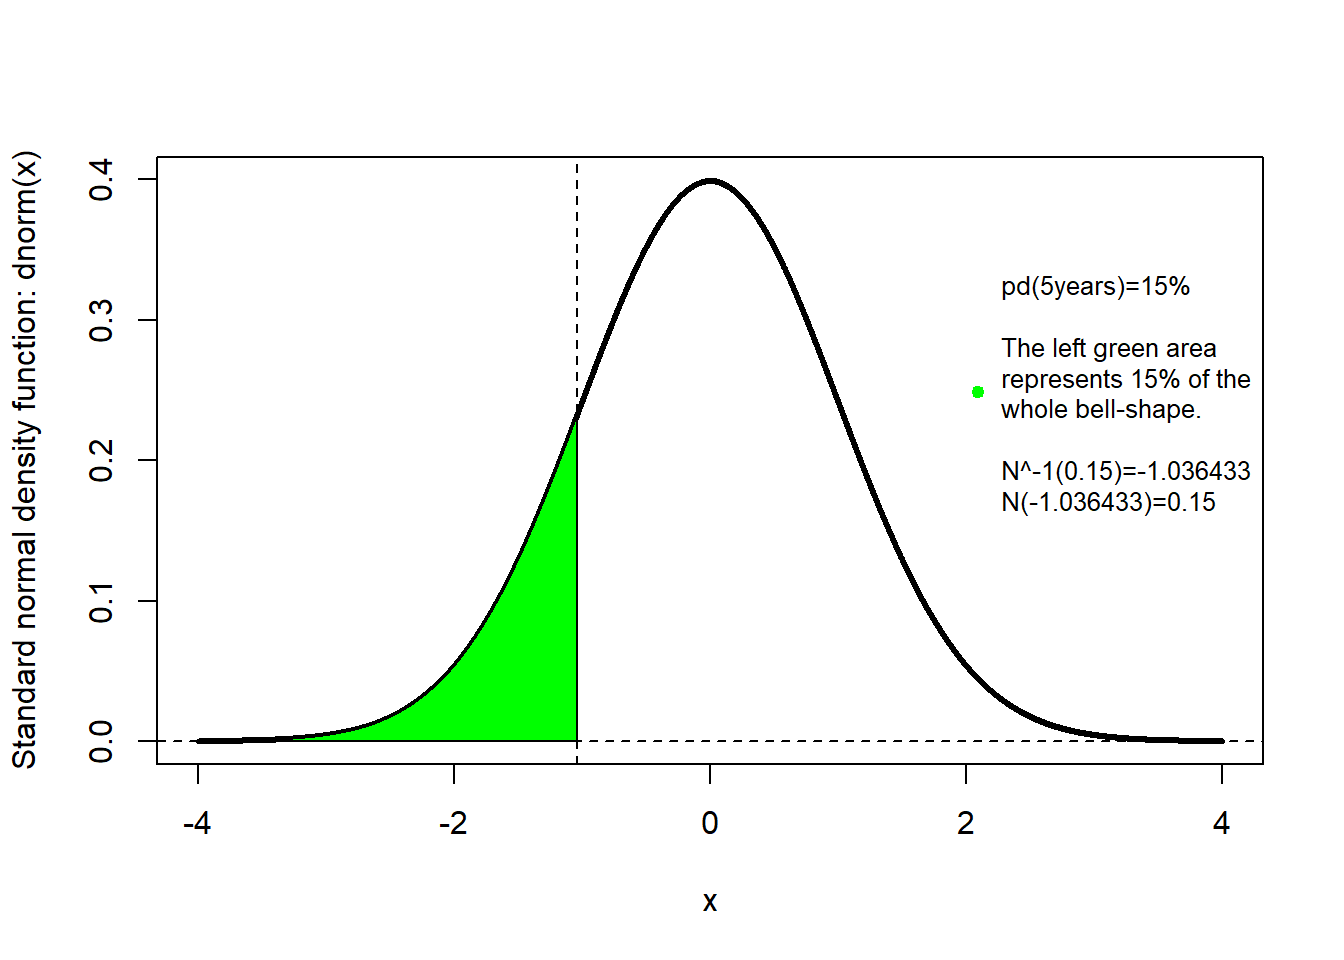 Standard normal density function: dnorm(x)
0.4
0.3
0.2
0.1
0.0
pd(5years)=15%
The left green area
represents 15% of the
whole bell-shape.
N^-1(0.15)=-1.036433
N(-1.036433)=0.15
-4
-2
0
2
4
x